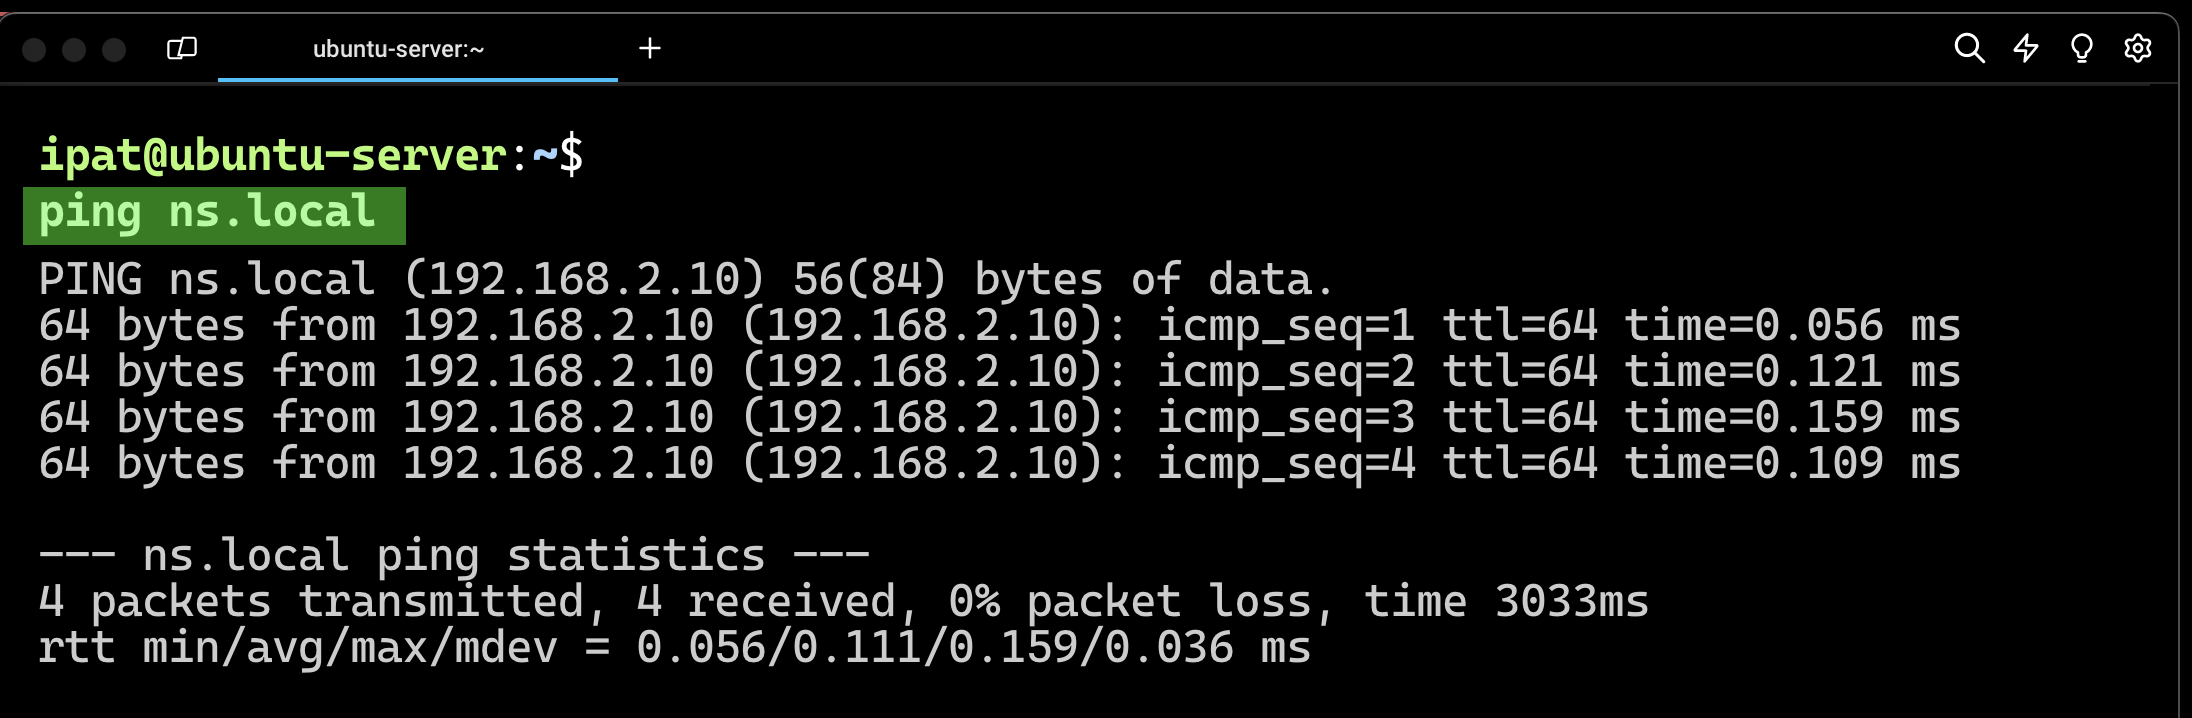 ubuntu-server:~
ipat@ubuntu-server:~$
ping ns.local
PING ns.local (192.168.2.10) 56(84) bytes of data.
64 bytes from 192.168.2.10 (192.168.2.10): icmp_seq=1 ttl=64 time=0.056 ms
64 bytes from 192.168.2.10 (192.168.2.10): icmp_seq=2 ttl=64 time=0.121 ms
64 bytes from 192.168.2.10 (192.168.2.10): icmp_seq=3 ttl=64 time=0.159 ms
64 bytes from 192.168.2.10 (192.168.2.10): icmp_seq=4 ttl=64 time=0.109 ms
--- ns.local ping statistics ---
4 packets transmitted, 4 received, 0% packet loss, time 3033ms
rtt min/avg/max/mdev = 0.056/0.111/0.159/0.036 ms